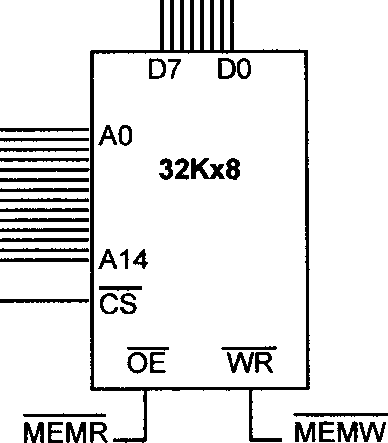 D7 D0
A0
32Kx8
A14
CS
OE WR
MEMR MEMW